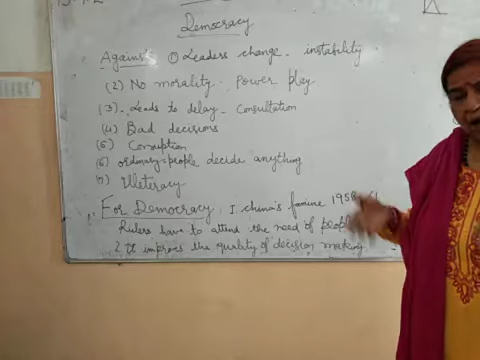 Democracy
Against ① Leaders change - instability
(2) No morality. Power play
(3) - Leads to delay - Consultation
(4) Bad decisions
(5) Corruption
(6) ordinary people decide anything
(7) Illeteracy
For Democracy, 1. China's famine 1958-61
Rulers have to attend the need of people
2. It improves the quality of decision making.